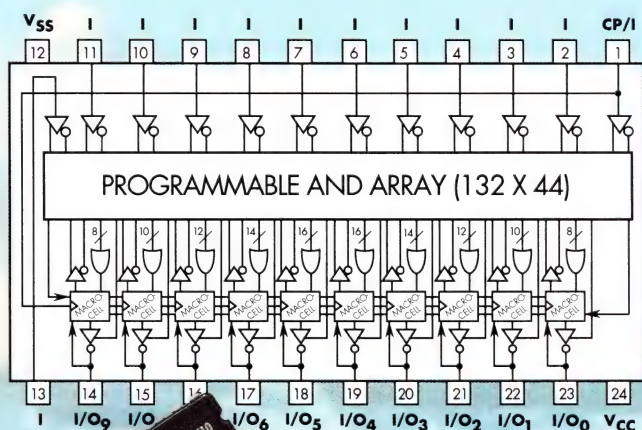 VSS I I I I I I I I I CP/I
12 11 10 9 8 7 6 5 4 3 2 1
PROGRAMMABLE AND ARRAY (132 X 44)
8 10 12 14 16 16 14 12 10 8
MACRO-CELL MACRO-CELL MACRO-CELL MACRO-CELL MACRO-CELL MACRO-CELL MACRO-CELL MACRO-CELL MACRO-CELL MACRO-CELL
13 14 15 16 17 18 19 20 21 22 23 24
I I/O9 I/O I/O6 I/O5 I/O4 I/O3 I/O2 I/O1 I/O0 VCC